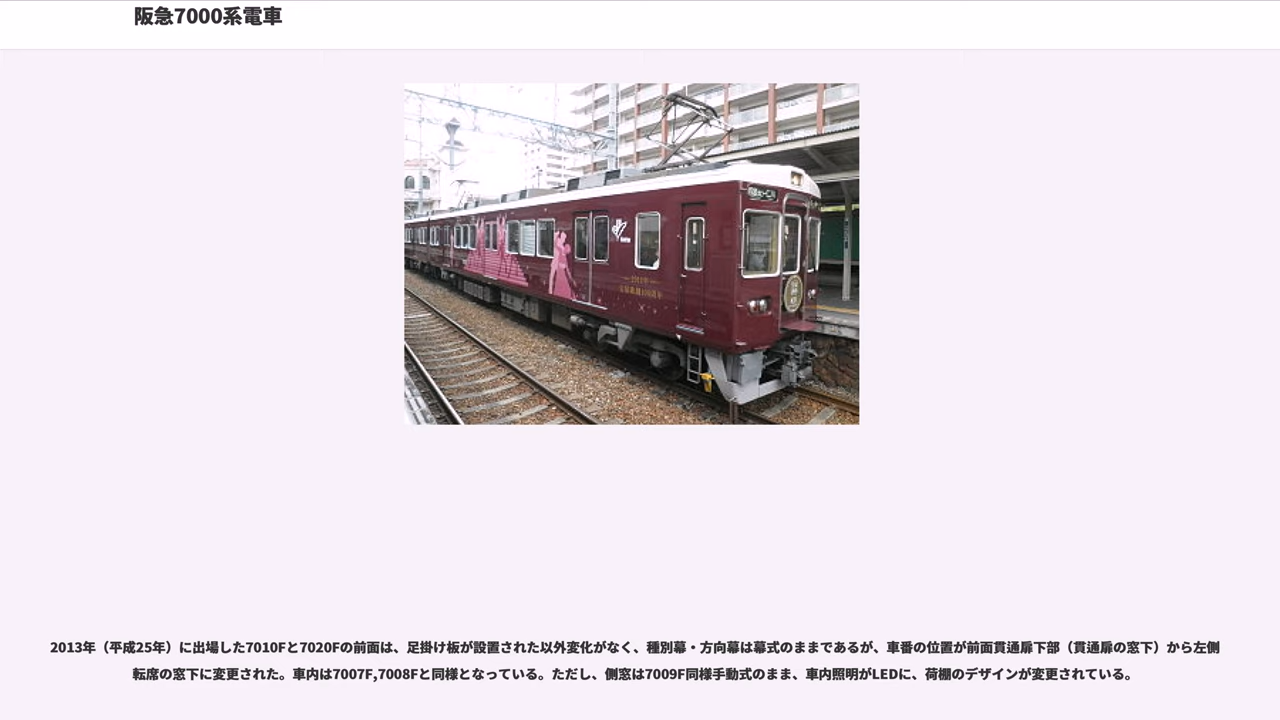 阪急7000系電車
2013年（平成25年）に出場した7010Fと7020Fの前面は、足掛け板が設置された以外変化がなく、種別幕・方向幕は幕式のままであるが、車番の位置が前面貫通扉下部（貫通扉の窓下）から左側
転席の窓下に変更された。車内は7007F,7008Fと同様となっている。ただし、側窓は7009F同様手動式のまま、車内照明がLEDに、荷棚のデザインが変更されている。